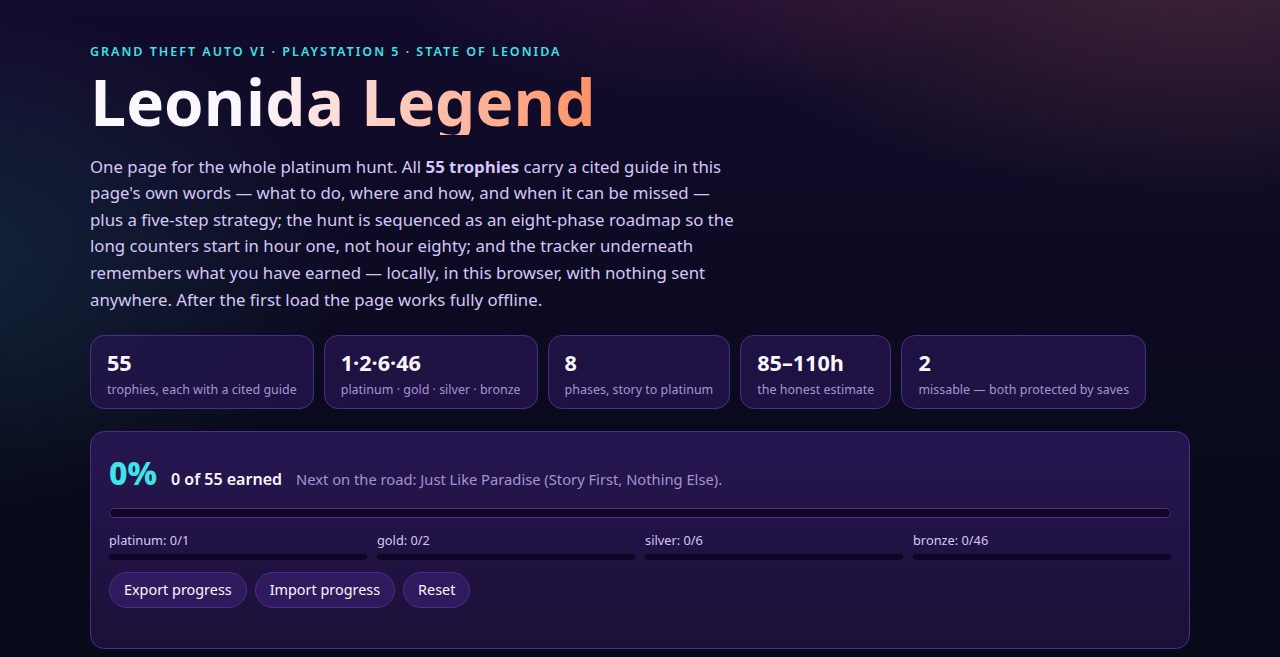 GRAND THEFT AUTO VI · PLAYSTATION 5 · STATE OF LEONIDA
Leonida Legend
One page for the whole platinum hunt. All 55 trophies carry a cited guide in this
page's own words — what to do, where and how, and when it can be missed —
plus a five-step strategy; the hunt is sequenced as an eight-phase roadmap so the
long counters start in hour one, not hour eighty; and the tracker underneath
remembers what you have earned — locally, in this browser, with nothing sent
anywhere. After the first load the page works fully offline.
55
trophies, each with a cited guide
1·2·6·46
platinum · gold · silver · bronze
8
phases, story to platinum
85–110h
the honest estimate
2
missable — both protected by saves
0% 0 of 55 earned Next on the road: Just Like Paradise (Story First, Nothing Else).
platinum: 0/1 gold: 0/2 silver: 0/6 bronze: 0/46
Export progress Import progress Reset